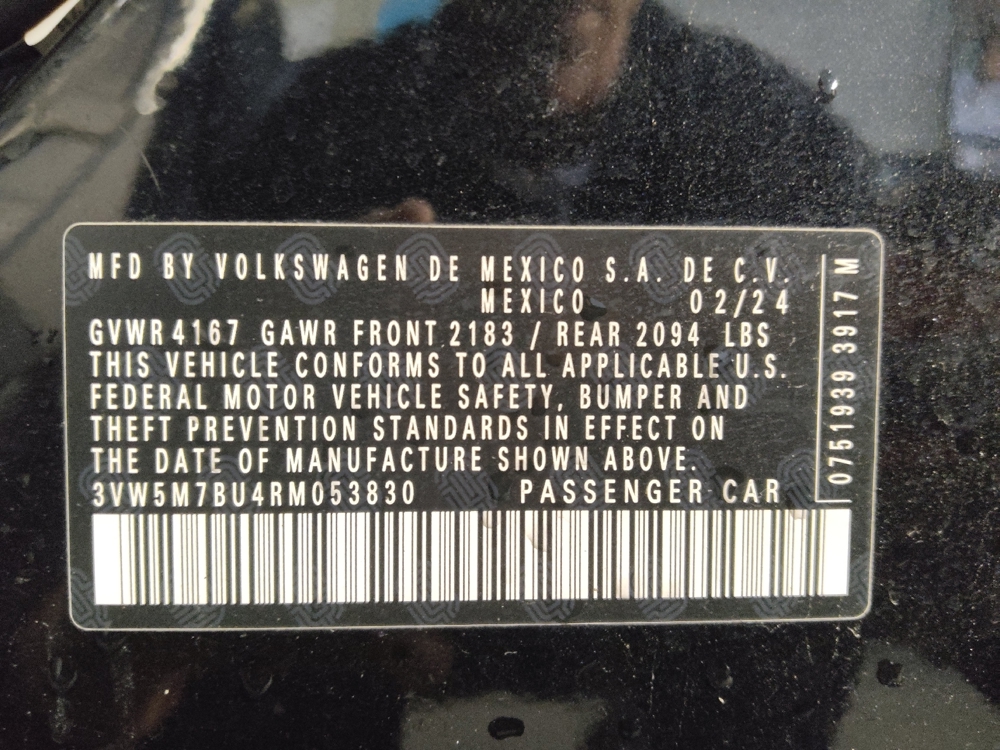 MFD BY VOLKSWAGEN DE MEXICO S.A. DE C.V.
MEXICO 02/24
GVWR 4167 GAWR FRONT 2183 / REAR 2094 LBS
THIS VEHICLE CONFORMS TO ALL APPLICABLE U.S.
FEDERAL MOTOR VEHICLE SAFETY, BUMPER AND
THEFT PREVENTION STANDARDS IN EFFECT ON
THE DATE OF MANUFACTURE SHOWN ABOVE.
3VW5M7BU4RM053830 PASSENGER CAR
0751939 3917 M